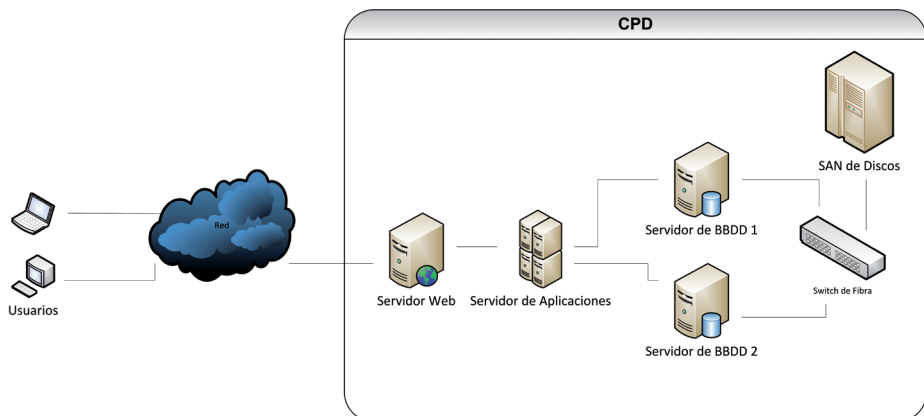 CPD
SAN de Discos
Red
Servidor de BBDD 1
Usuarios
Servidor Web
Servidor de Aplicaciones
Switch de Fibra
Servidor de BBDD 2